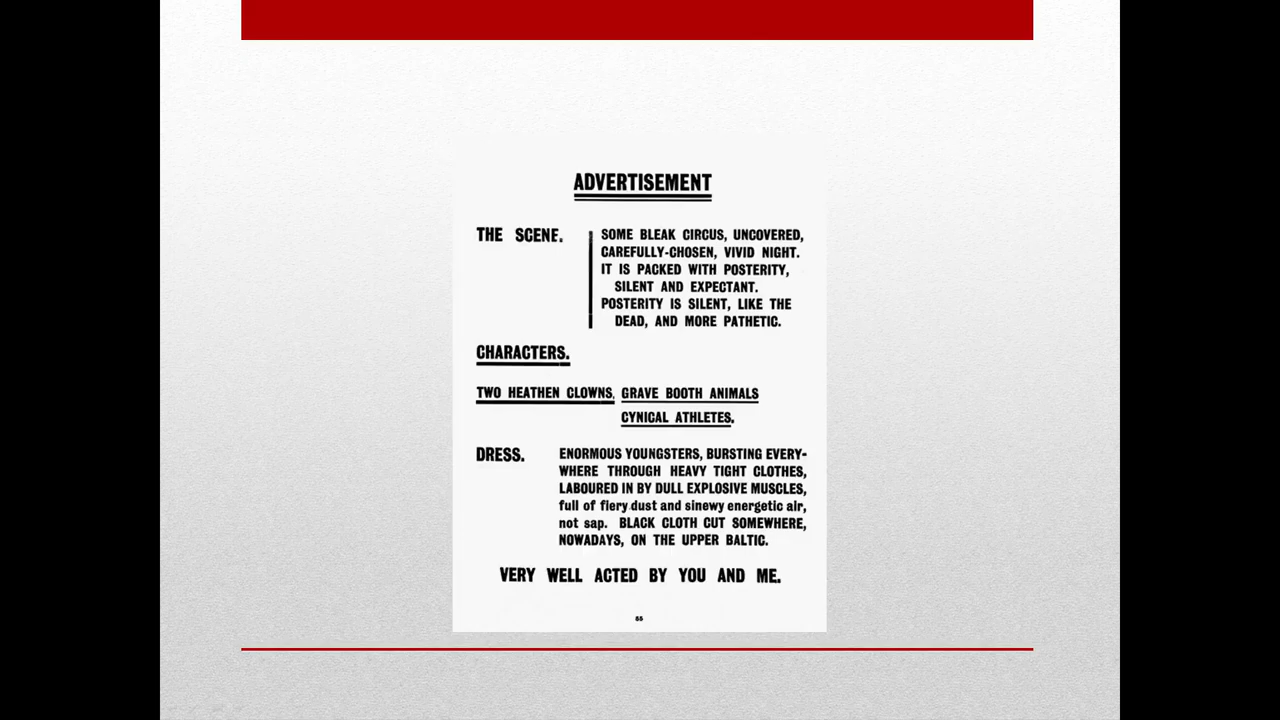 ADVERTISEMENT
THE SCENE.
SOME BLEAK CIRCUS, UNCOVERED,
CAREFULLY-CHOSEN, VIVID NIGHT.
IT IS PACKED WITH POSTERITY,
SILENT AND EXPECTANT.
POSTERITY IS SILENT, LIKE THE
DEAD, AND MORE PATHETIC.
CHARACTERS.
TWO HEATHEN CLOWNS, GRAVE BOOTH ANIMALS
CYNICAL ATHLETES.
DRESS.
ENORMOUS YOUNGSTERS, BURSTING EVERY-
WHERE THROUGH HEAVY TIGHT CLOTHES,
LABOURED IN BY DULL EXPLOSIVE MUSCLES,
full of fiery dust and sinewy energetic air,
not sap. BLACK CLOTH CUT SOMEWHERE,
NOWADAYS, ON THE UPPER BALTIC.
VERY WELL ACTED BY YOU AND ME.
55